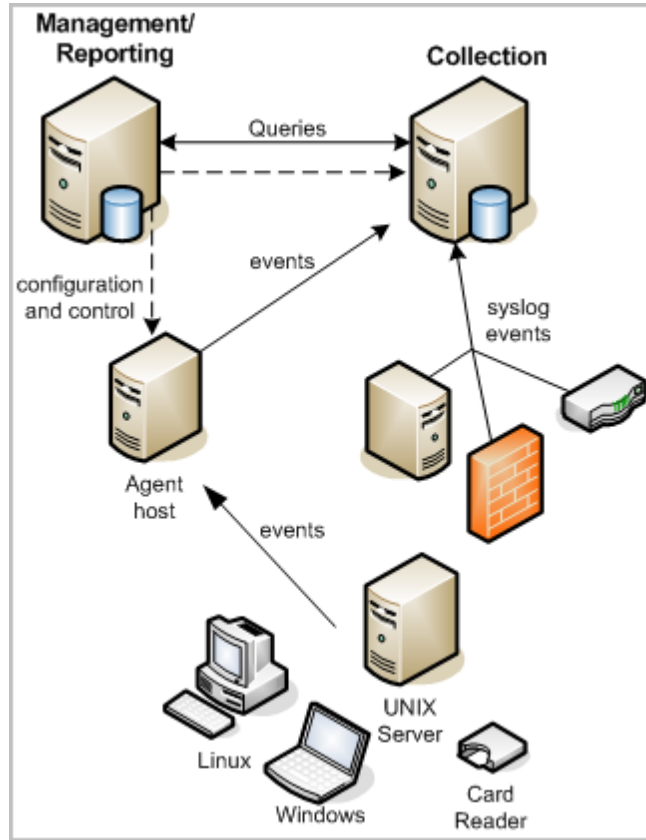 Management/
Reporting
Collection
Queries
events
configuration
and control
syslog
events
Agent
host
events
UNIX
Server
Linux
Windows
Card
Reader